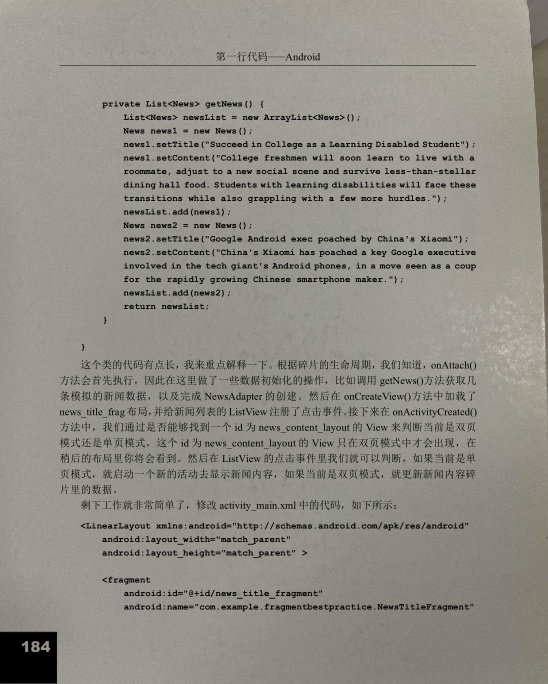 第一行代码——Android
private List<News> getNews() {
List<News> newsList = new ArrayList<News>();
News news1 = new News();
news1.setTitle("Succeed in College as a Learning Disabled Student");
news1.setContent("College freshmen will soon learn to live with a
roommate, adjust to a new social scene and survive less-than-stellar
dining hall food. Students with learning disabilities will face these
transitions while also grappling with a few more hurdles.");
newsList.add(news1);
News news2 = new News();
news2.setTitle("Google Android exec poached by China's Xiaomi");
news2.setContent("China's Xiaomi has poached a key Google executive
involved in the tech giant's Android phones, in a move seen as a coup
for the rapidly growing Chinese smartphone maker.");
newsList.add(news2);
return newsList;
}
}
这个类的代码有点长，我来重点解释一下。根据碎片的生命周期，我们知道，onAttach()
方法会首先执行，因此在这里做了一些数据初始化的操作，比如调用 getNews()方法获取几
条模拟的新闻数据，以及完成 NewsAdapter 的创建。然后在 onCreateView()方法中加载了
news_title_frag 布局，并给新闻列表的 ListView 注册了点击事件。接下来在 onActivityCreated()
方法中，我们通过是否能够找到一个 id 为 news_content_layout 的 View 来判断当前是双页
模式还是单页模式，这个 id 为 news_content_layout 的 View 只在双页模式中才会出现，在
稍后的布局里你将会看到。然后在 ListView 的点击事件里我们就可以判断，如果当前是单
页模式，就启动一个新的活动去显示新闻内容，如果当前是双页模式，就更新新闻内容碎
片里的数据。
剩下工作就非常简单了，修改 activity_main.xml 中的代码，如下所示：
<LinearLayout xmlns:android="http://schemas.android.com/apk/res/android"
android:layout_width="match_parent"
android:layout_height="match_parent" >
<fragment
android:id="@+id/news_title_fragment"
android:name="com.example.fragmentbestpractice.NewsTitleFragment"
184